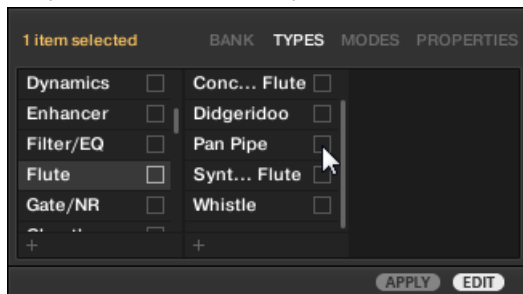 1 item selected BANK TYPES MODES PROPERTIES
Dynamics Conc... Flute
Enhancer Didgeridoo
Filter/EQ Pan Pipe
Flute Synt... Flute
Gate/NR Whistle
+ +
APPLY EDIT